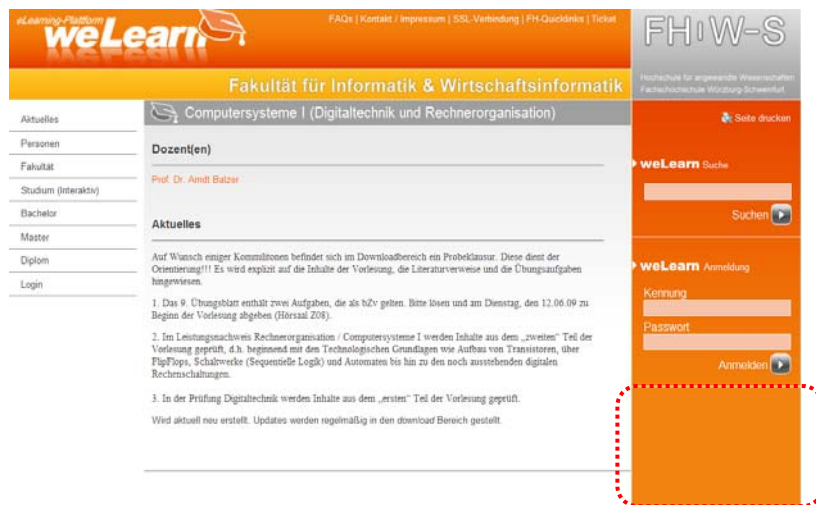 eLearning-Plattform
weLearn
FAQs | Kontakt / Impressum | SSL-Verbindung | FH-Quicklinks | Ticket
FH W-S
Fakultät für Informatik & Wirtschaftsinformatik
Hochschule für angewandte Wissenschaften
Fachhochschule Würzburg-Schweinfurt
Aktuelles
Personen
Fakultät
Studium (Interaktiv)
Bachelor
Master
Diplom
Login
Computersysteme I (Digitaltechnik und Rechnerorganisation)
Dozent(en)
Prof. Dr. Arndt Balzer
Aktuelles
Auf Wunsch einiger Kommilitonen befindet sich im Downloadbereich ein Probeklausur. Diese dient der
Orientierung!!! Es wird explizit auf die Inhalte der Vorlesung, die Literaturverweise und die Übungsaufgaben
hingewiesen.
1. Das 9. Übungsblatt enthält zwei Aufgaben, die als bZv gelten. Bitte lösen und am Dienstag, den 12.06.09 zu
Beginn der Vorlesung abgeben (Hörsaal Z08).
2. Im Leistungsnachweis Rechnerorganisation / Computersysteme I werden Inhalte aus dem „zweiten“ Teil der
Vorlesung geprüft, d.h. beginnend mit den Technologischen Grundlagen wie Aufbau von Transistoren, über
FlipFlops, Schaltwerke (Sequentielle Logik) und Automaten bis hin zu den noch ausstehenden digitalen
Rechenschaltungen.
3. In der Prüfung Digitaltechnik werden Inhalte aus dem „ersten“ Teil der Vorlesung geprüft.
Wird aktuell neu erstellt. Updates werden regelmäßig in den download Bereich gestellt.
Seite drucken
weLearn Suche
Suchen
weLearn Anmeldung
Kennung
Passwort
Anmelden